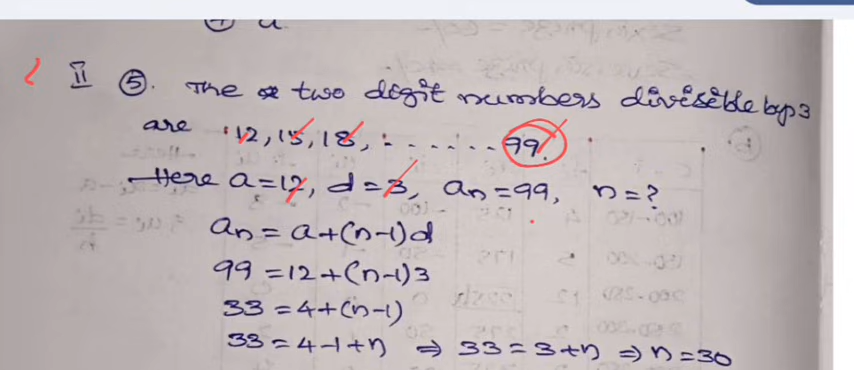 II ⑤. The two digit numbers divisible by 3
are 12, 15, 18, ....... 99.
Here a=12, d=3, an=99, n=?
an = a+(n-1)d
99 = 12+(n-1)3
33 = 4+(n-1)
33 = 4-1+n ⇒ 33 = 3+n ⇒ n=30